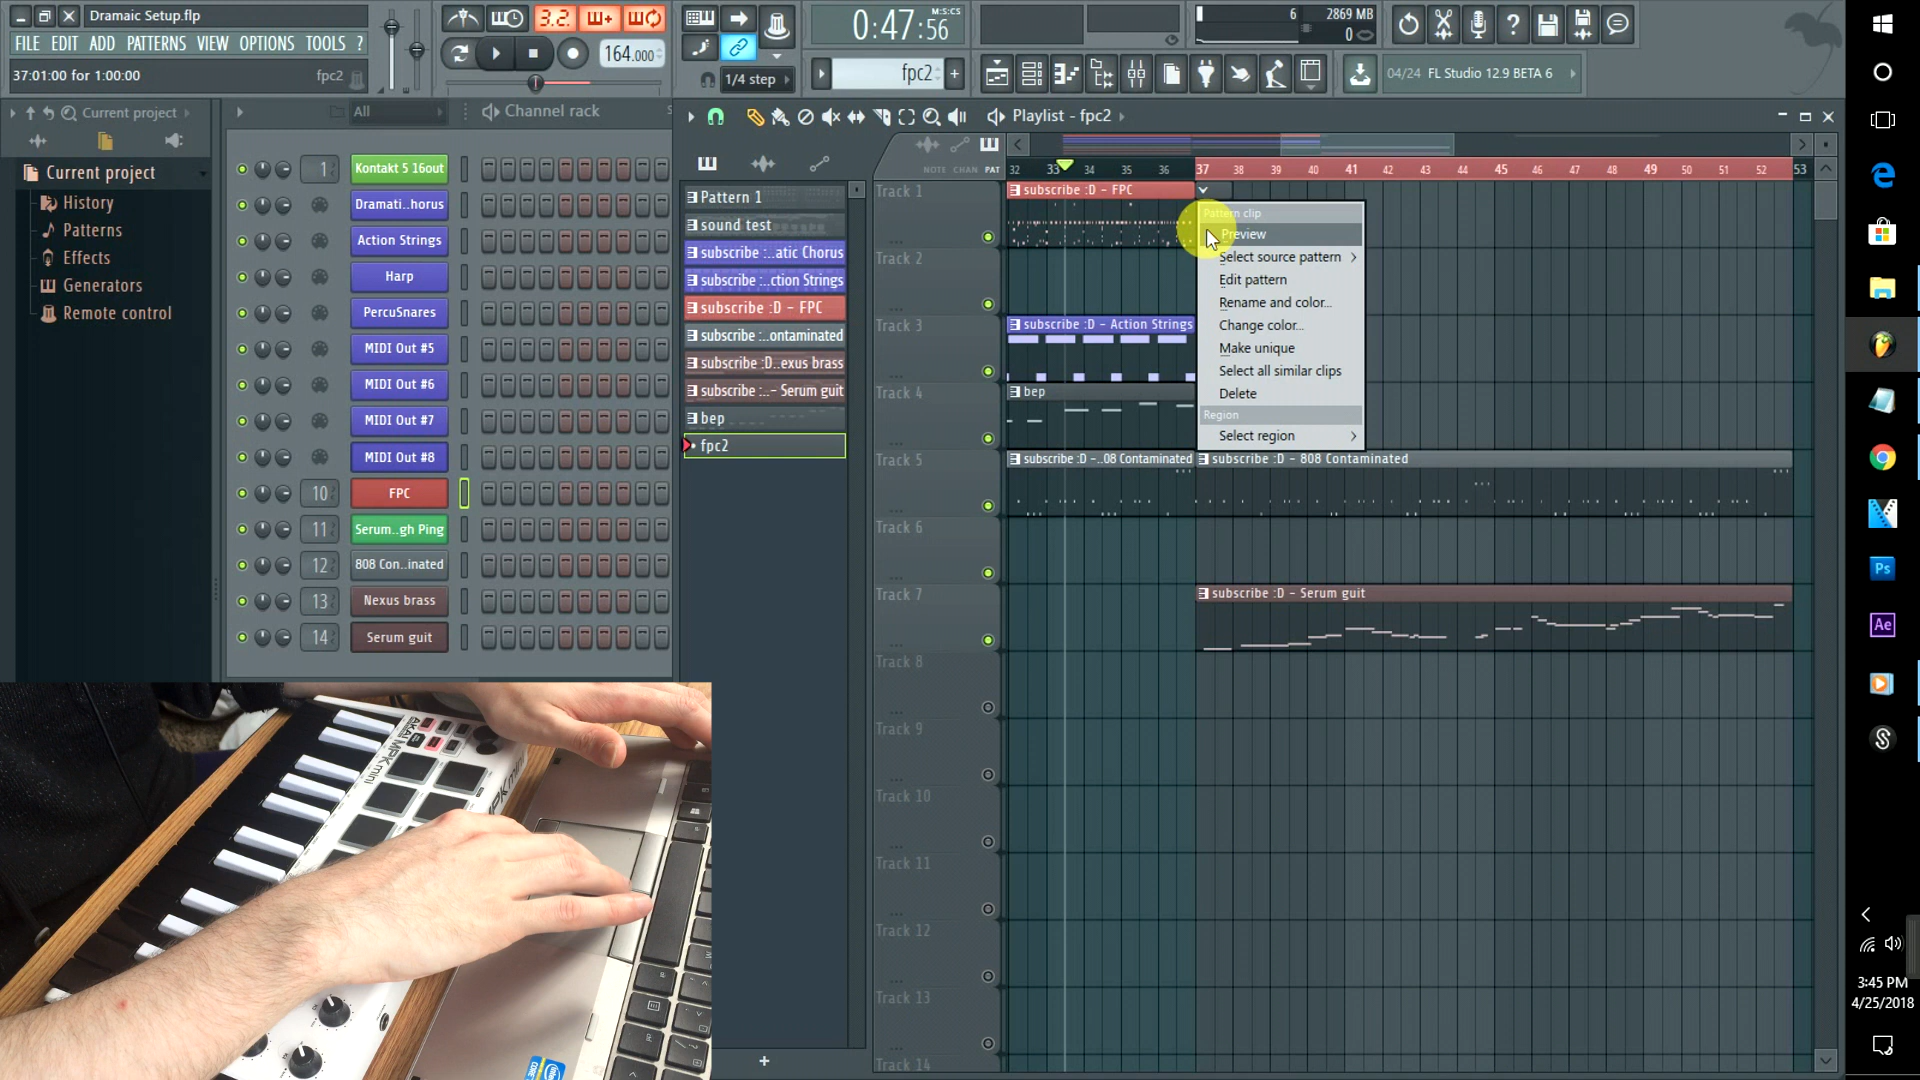 Dramaic Setup.flp
FILE EDIT ADD PATTERNS VIEW OPTIONS TOOLS ?
37:01:00 for 1:00:00
fpc2
3.2.
164.000
1/4 step
M:S:CS
0:47:56
fpc2
6
2869 MB
0
04/24 FL Studio 12.9 BETA 6
Current project
Current project
History
Patterns
Effects
Generators
Remote control
All
Channel rack
1 Kontakt 5 16out
Dramati..horus
Action Strings
Harp
PercuSnares
MIDI Out #5
MIDI Out #6
MIDI Out #7
MIDI Out #8
10 FPC
11 Serum..gh Ping
12 808 Con..inated
13 Nexus brass
14 Serum guit
Playlist - fpc2
NOTE CHAN PAT
32 33 34 35 36 37 38 39 40 41 42 43 44 45 46 47 48 49 50 51 52 53
Pattern 1
sound test
subscribe :...atic Chorus
subscribe :...ction Strings
subscribe :D - FPC
subscribe :...ontaminated
subscribe :D..exus brass
subscribe :...- Serum guit
bep
fpc2
+
Track 1
Track 2
Track 3
Track 4
Track 5
Track 6
Track 7
Track 8
Track 9
Track 10
Track 11
Track 12
Track 13
Track 14
subscribe :D - FPC
subscribe :D - Action Strings
bep
subscribe :D -..08 Contaminated
subscribe :D - 808 Contaminated
subscribe :D - Serum guit
Pattern clip
Preview
Select source pattern
Edit pattern
Rename and color...
Change color...
Make unique
Select all similar clips
Delete
Region
Select region
AKAI MPK mini
MPK mini
intel
Ps
Ae
3:45 PM
4/25/2018